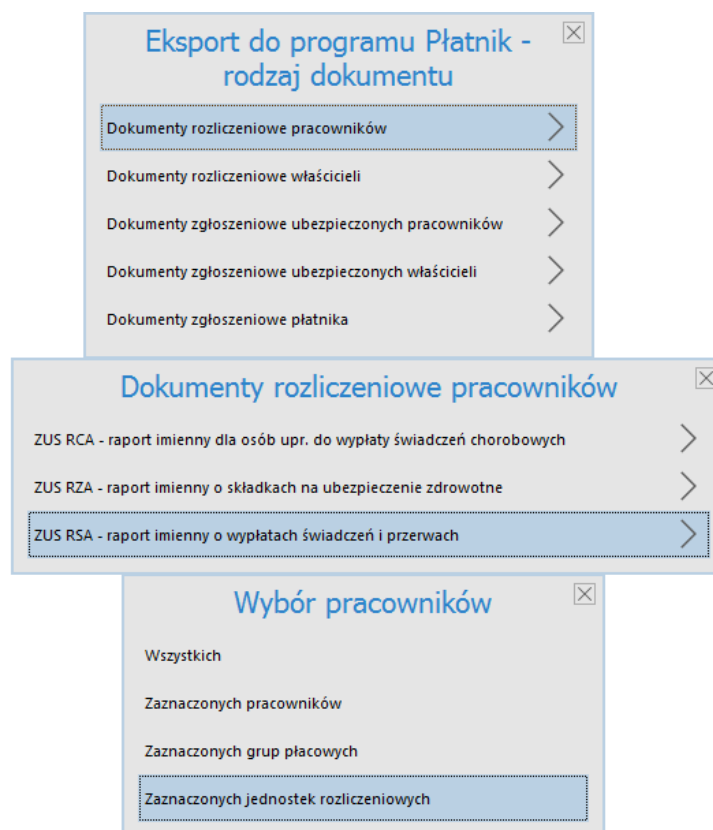 Eksport do programu Płatnik -
rodzaj dokumentu
Dokumenty rozliczeniowe pracowników
Dokumenty rozliczeniowe właścicieli
Dokumenty zgłoszeniowe ubezpieczonych pracowników
Dokumenty zgłoszeniowe ubezpieczonych właścicieli
Dokumenty zgłoszeniowe płatnika
Dokumenty rozliczeniowe pracowników
ZUS RCA - raport imienny dla osób upr. do wypłaty świadczeń chorobowych
ZUS RZA - raport imienny o składkach na ubezpieczenie zdrowotne
ZUS RSA - raport imienny o wypłatach świadczeń i przerwach
Wybór pracowników
Wszystkich
Zaznaczonych pracowników
Zaznaczonych grup płacowych
Zaznaczonych jednostek rozliczeniowych